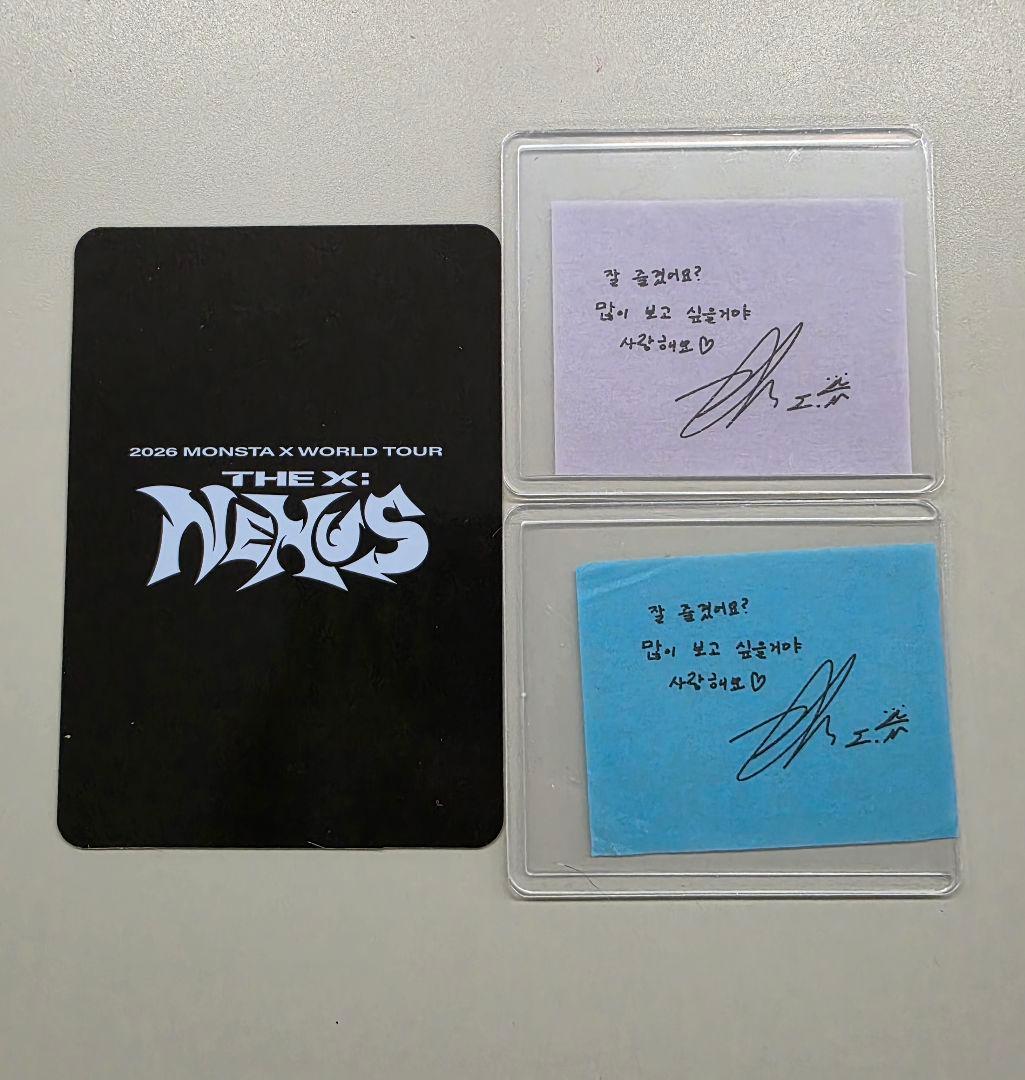 2026 MONSTA X WORLD TOUR
THE X:
NEXUS
잘 즐겼어요?
많이 보고 싶을거야
사랑해요♡
I.M
잘 즐겼어요?
많이 보고 싶을거야
사랑해요♡
I.M